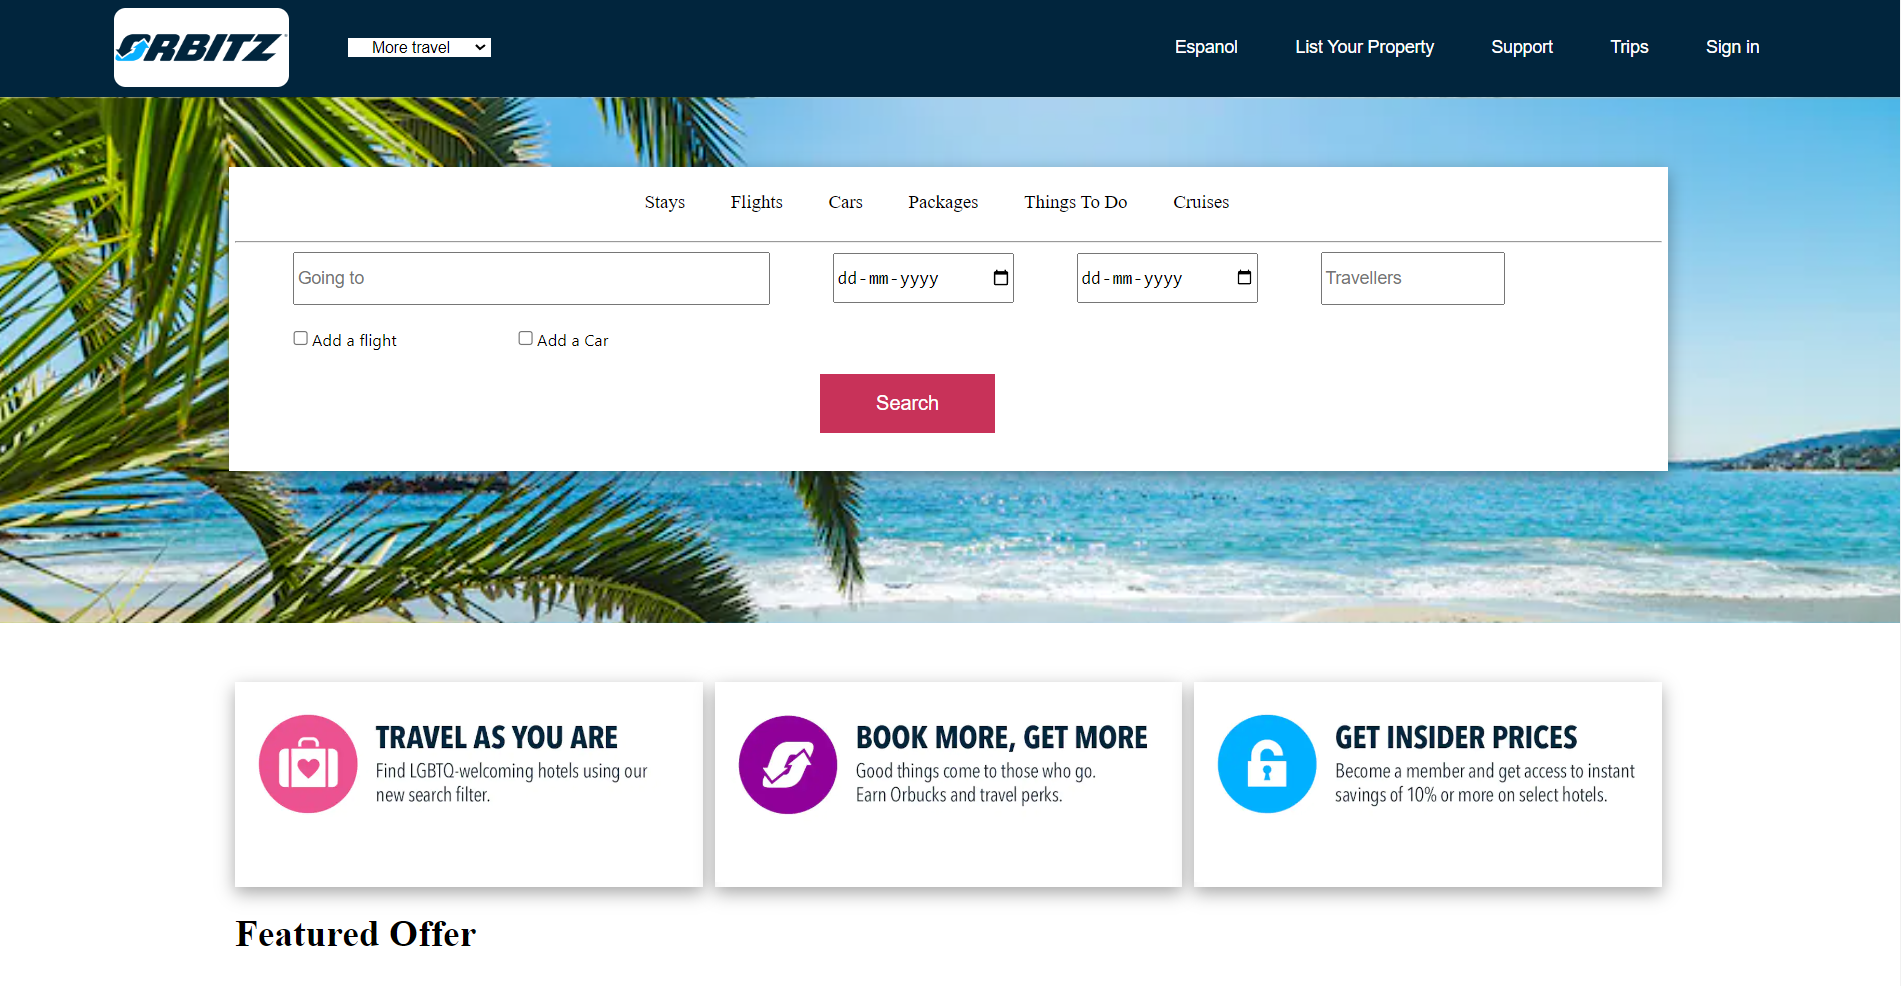 ORBITZ
More travel
Espanol
List Your Property
Support
Trips
Sign in
Stays
Flights
Cars
Packages
Things To Do
Cruises
Going to
dd-mm-yyyy
dd-mm-yyyy
Travellers
Add a flight
Add a Car
Search
TRAVEL AS YOU ARE
Find LGBTQ-welcoming hotels using our
new search filter.
BOOK MORE, GET MORE
Good things come to those who go.
Earn Orbucks and travel perks.
GET INSIDER PRICES
Become a member and get access to instant
savings of 10% or more on select hotels.
Featured Offer